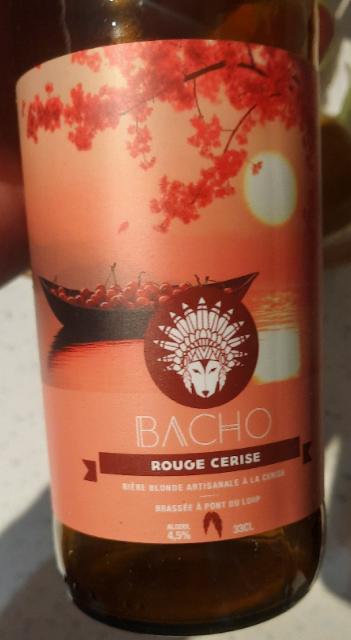 BACHO
ROUGE CERISE
BIÈRE BLONDE ARTISANALE À LA CERISE
BRASSÉE À PONT DU LOUP
ALCOOL 33CL
4,5%